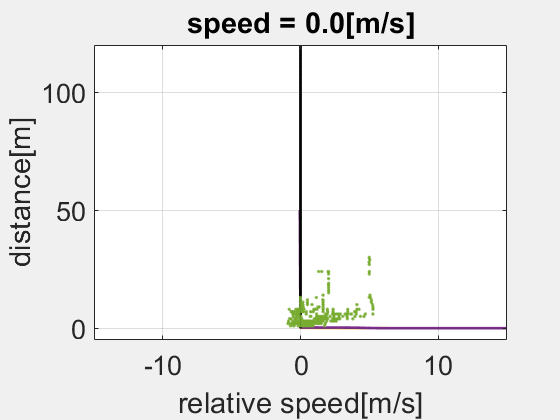 speed = 0.0[m/s]
100
50
0
distance[m]
-10
0
10
relative speed[m/s]